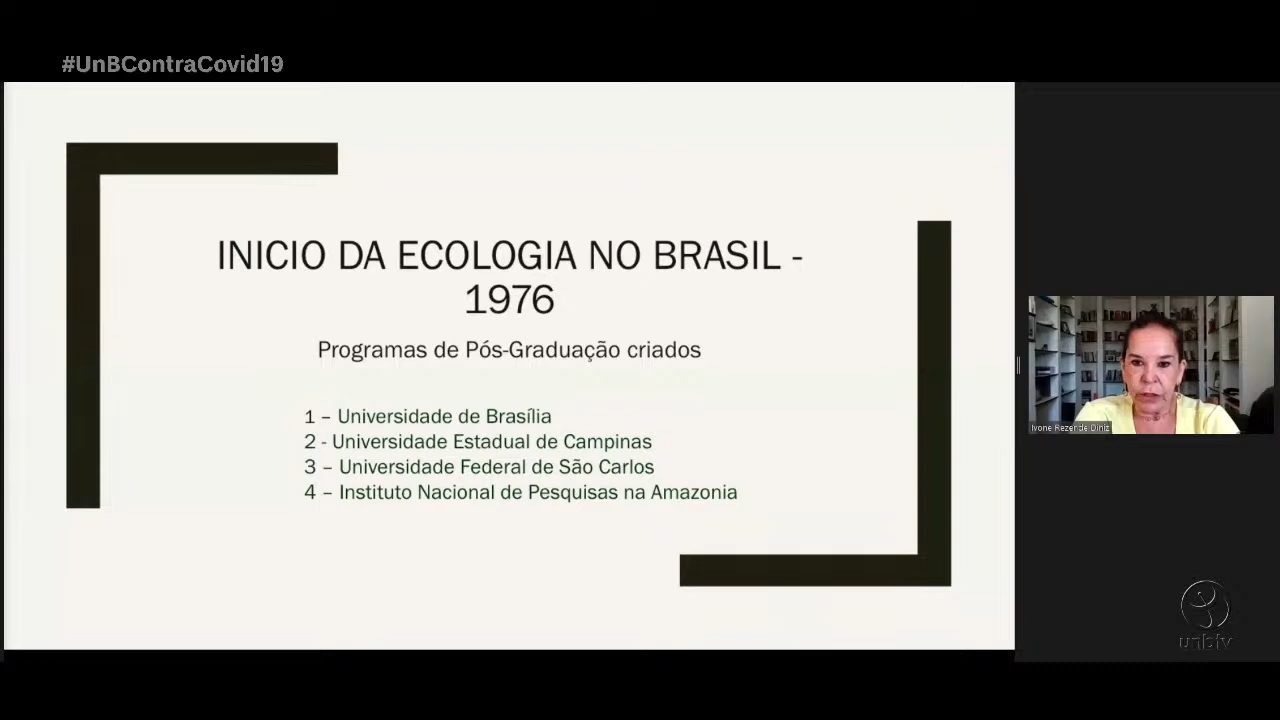 #UnBContraCovid19
INICIO DA ECOLOGIA NO BRASIL -
1976
Programas de Pós-Graduação criados
1 – Universidade de Brasília
2 - Universidade Estadual de Campinas
3 – Universidade Federal de São Carlos
4 – Instituto Nacional de Pesquisas na Amazonia
Ivone Rezende Diniz
unbtv